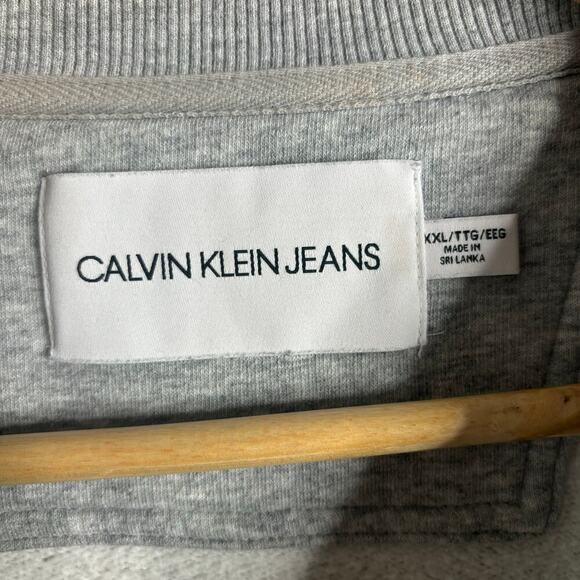 CALVIN KLEIN JEANS
XXL/TTG/EEG
MADE IN
SRI LANKA